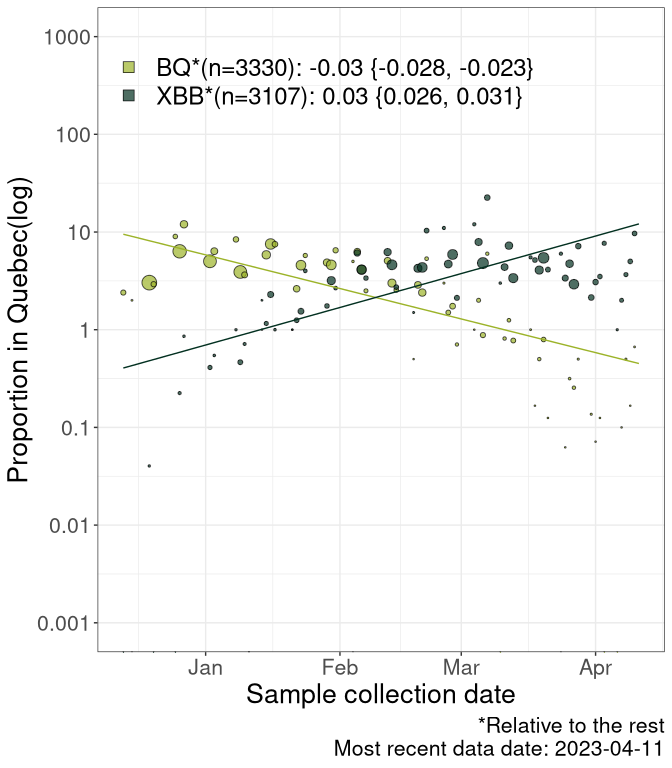 1000
100
10
1
0.1
0.01
0.001
BQ*(n=3330): -0.03 {-0.028, -0.023}
XBB*(n=3107): 0.03 {0.026, 0.031}
Proportion in Quebec(log)
Jan Feb Mar Apr
Sample collection date
*Relative to the rest
Most recent data date: 2023-04-11